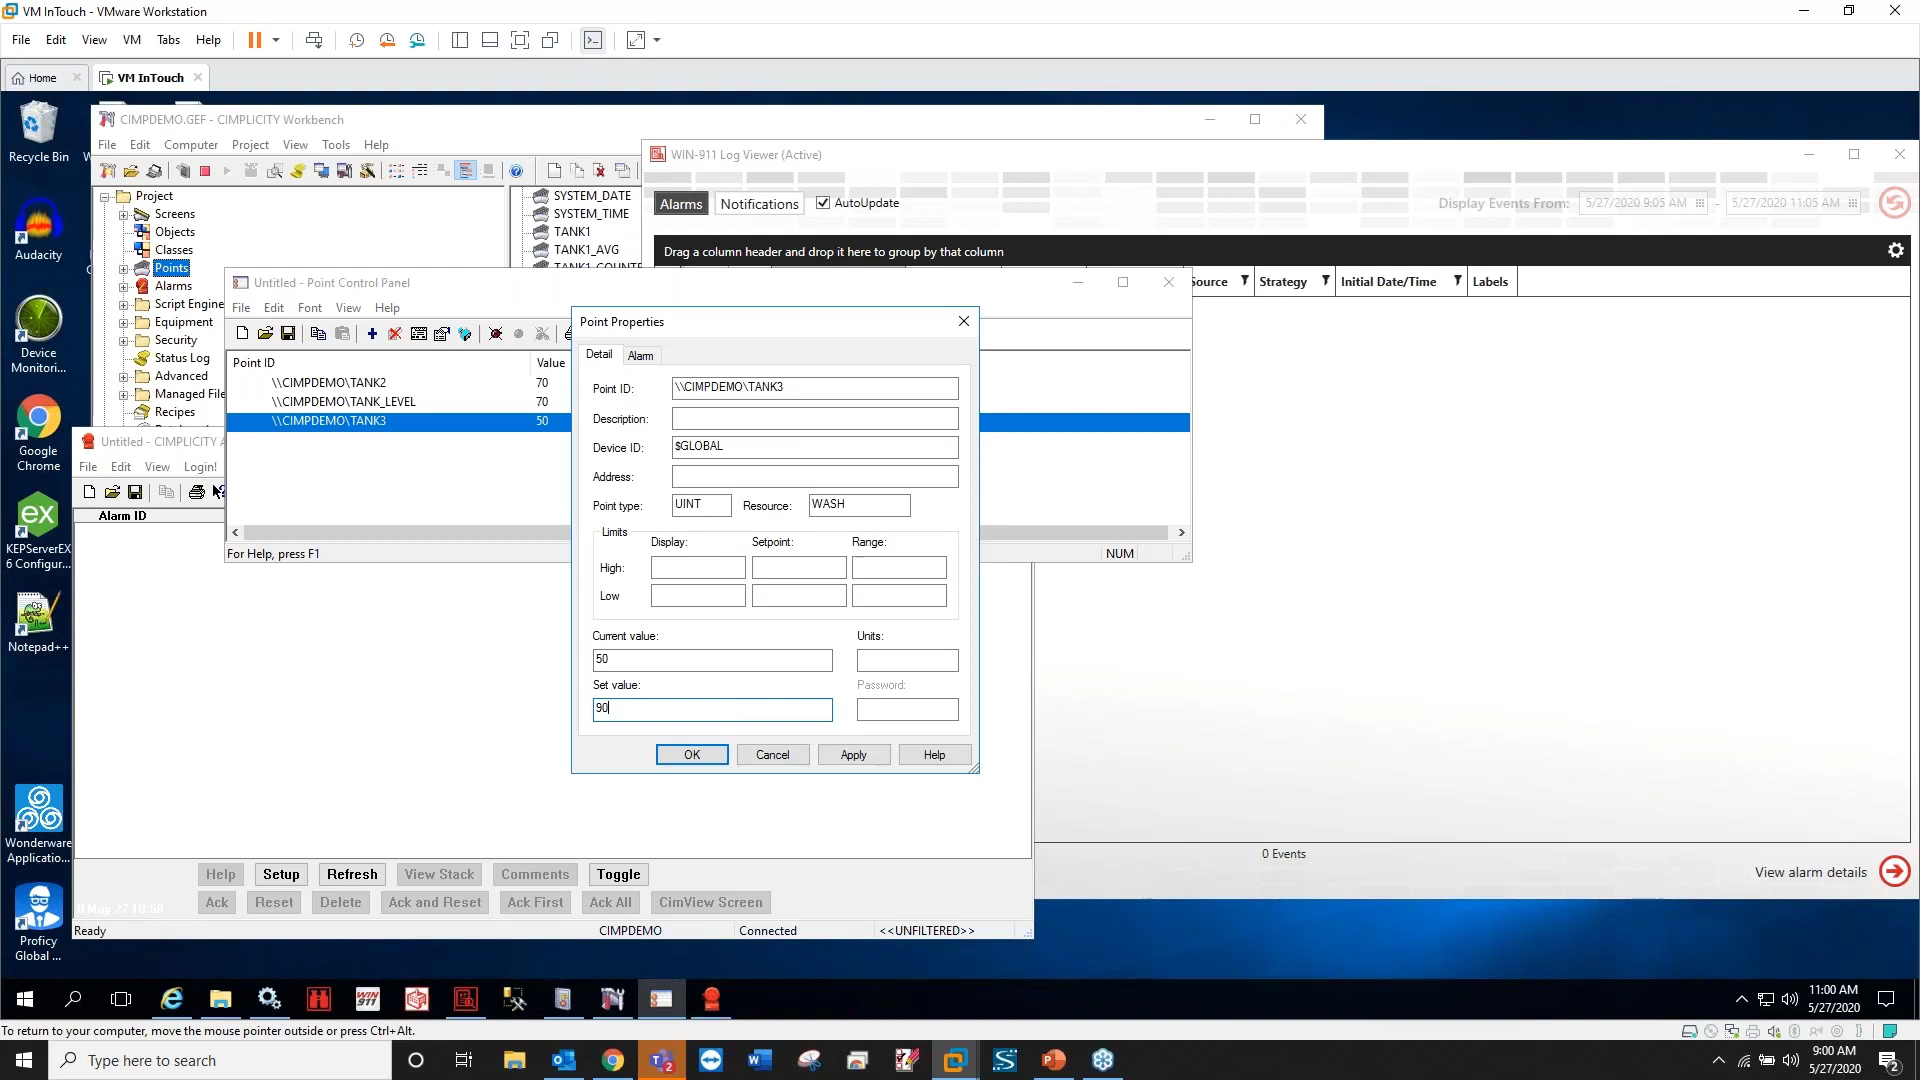 VM InTouch - VMware Workstation
File Edit View VM Tabs Help
Home
VM InTouch
Recycle Bin
Audacity
Device
Monitori...
Google
Chrome
KEPServerEX
6 Configur...
Notepad++
Wonderware
Applicatio...
Proficy
Global ...
CIMPDEMO.GEF - CIMPLICITY Workbench
File Edit Computer Project View Tools Help
Project
Screens
Objects
Classes
Points
Alarms
Script Engine
Equipment
Security
Status Log
Advanced
Managed File
Recipes
SYSTEM_DATE
SYSTEM_TIME
TANK1
TANK1_AVG
WIN-911 Log Viewer (Active)
Alarms Notifications AutoUpdate
Display Events From: 5/27/2020 9:05 AM - 5/27/2020 11:05 AM
Drag a column header and drop it here to group by that column
Source Strategy Initial Date/Time Labels
0 Events
View alarm details
Untitled - Point Control Panel
File Edit Font View Help
Point ID Value
\\CIMPDEMO\TANK2 70
\\CIMPDEMO\TANK_LEVEL 70
\\CIMPDEMO\TANK3 50
For Help, press F1
NUM
Point Properties
Detail Alarm
Point ID: \\CIMPDEMO\TANK3
Description:
Device ID: $GLOBAL
Address:
Point type: UINT Resource: WASH
Limits
Display: Setpoint: Range:
High:
Low
Current value: Units:
50
Set value: Password:
90
OK Cancel Apply Help
Untitled - CIMPLICITY A
File Edit View Login!
Alarm ID
Help Setup Refresh View Stack Comments Toggle
Ack Reset Delete Ack and Reset Ack First Ack All CimView Screen
0 May 27 10:58
Ready CIMPDEMO Connected <<UNFILTERED>>
WIN
911
11:00 AM
5/27/2020
To return to your computer, move the mouse pointer outside or press Ctrl+Alt.
Type here to search
9:00 AM
5/27/2020
2